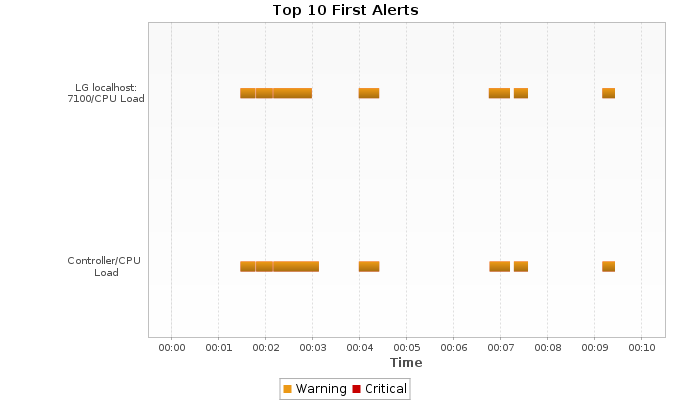 Top 10 First Alerts
LG localhost:
7100/CPU Load
Controller/CPU
Load
00:00 00:01 00:02 00:03 00:04 00:05 00:06 00:07 00:08 00:09 00:10
Time
Warning Critical